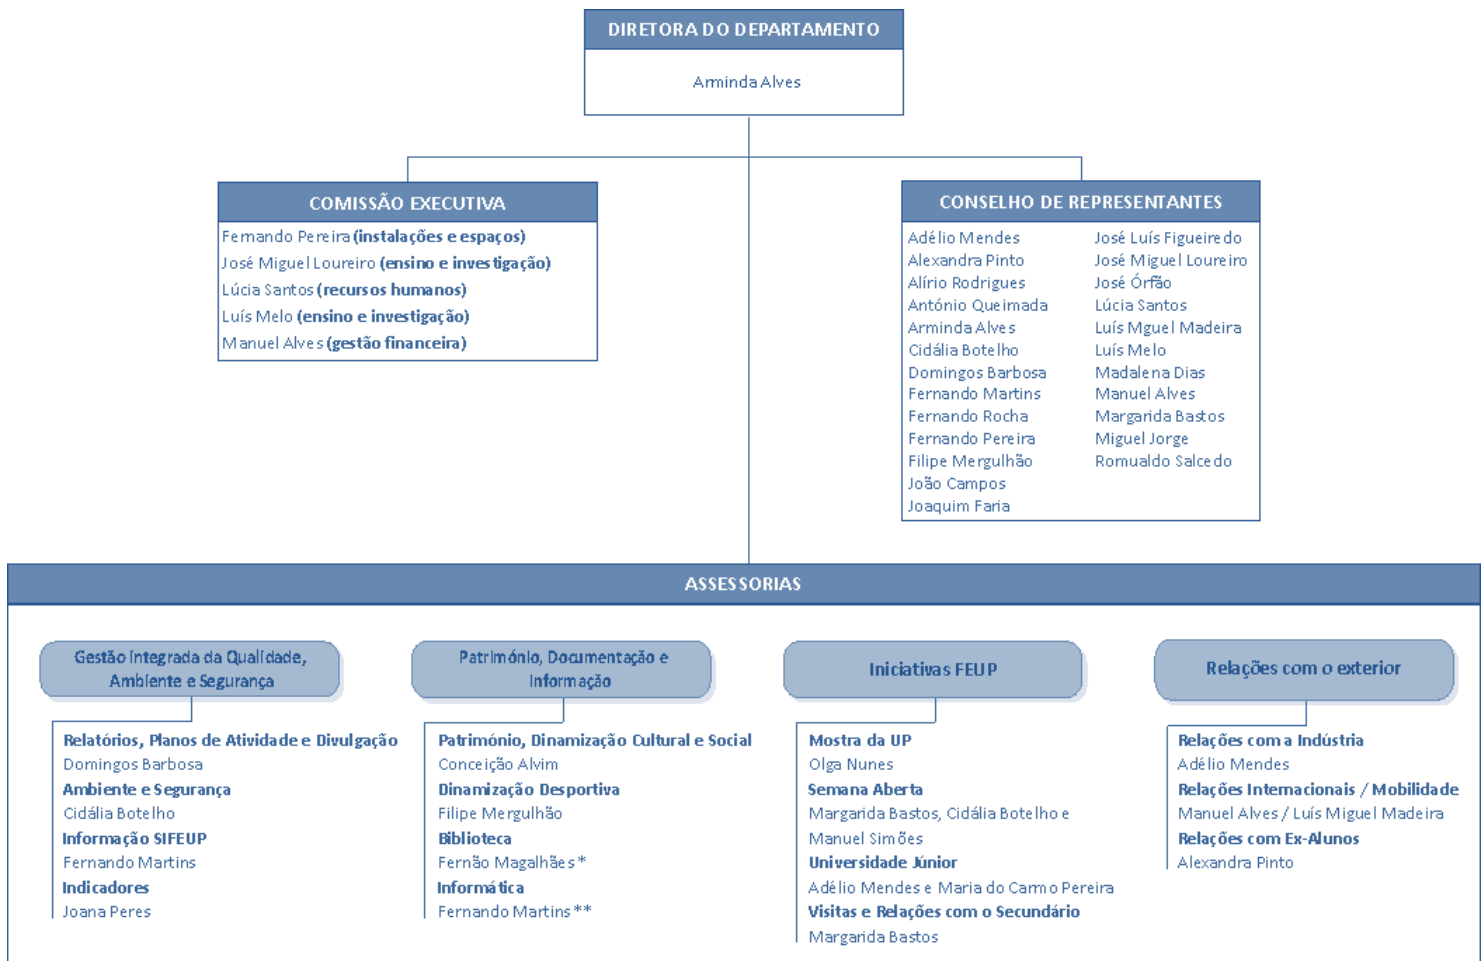 DIRETORA DO DEPARTAMENTO
Arminda Alves
COMISSÃO EXECUTIVA
Fernando Pereira (instalações e espaços)
José Miguel Loureiro (ensino e investigação)
Lúcia Santos (recursos humanos)
Luís Melo (ensino e investigação)
Manuel Alves (gestão financeira)
CONSELHO DE REPRESENTANTES
Adélio Mendes
Alexandra Pinto
Alírio Rodrigues
António Queimada
Arminda Alves
Cidália Botelho
Domingos Barbosa
Fernando Martins
Fernando Rocha
Fernando Pereira
Filipe Mergulhão
João Campos
Joaquim Faria
José Luís Figueiredo
José Miguel Loureiro
José Órfão
Lúcia Santos
Luís Mguel Madeira
Luís Melo
Madalena Dias
Manuel Alves
Margarida Bastos
Miguel Jorge
Romualdo Salcedo
ASSESSORIAS
Gestão integrada da Qualidade,
Ambiente e Segurança
Relatórios, Planos de Atividade e Divulgação
Domingos Barbosa
Ambiente e Segurança
Cidália Botelho
Informação SIFEUP
Fernando Martins
Indicadores
Joana Peres
Património, Documentação e
Informação
Património, Dinamização Cultural e Social
Conceição Alvim
Dinamização Desportiva
Filipe Mergulhão
Biblioteca
Fernão Magalhães *
Informática
Fernando Martins **
Iniciativas FEUP
Mostra da UP
Olga Nunes
Semana Aberta
Margarida Bastos, Cidália Botelho e
Manuel Simões
Universidade Júnior
Adélio Mendes e Maria do Carmo Pereira
Visitas e Relações com o Secundário
Margarida Bastos
Relações com o exterior
Relações com a Indústria
Adélio Mendes
Relações Internacionais / Mobilidade
Manuel Alves / Luís Miguel Madeira
Relações com Ex-Alunos
Alexandra Pinto